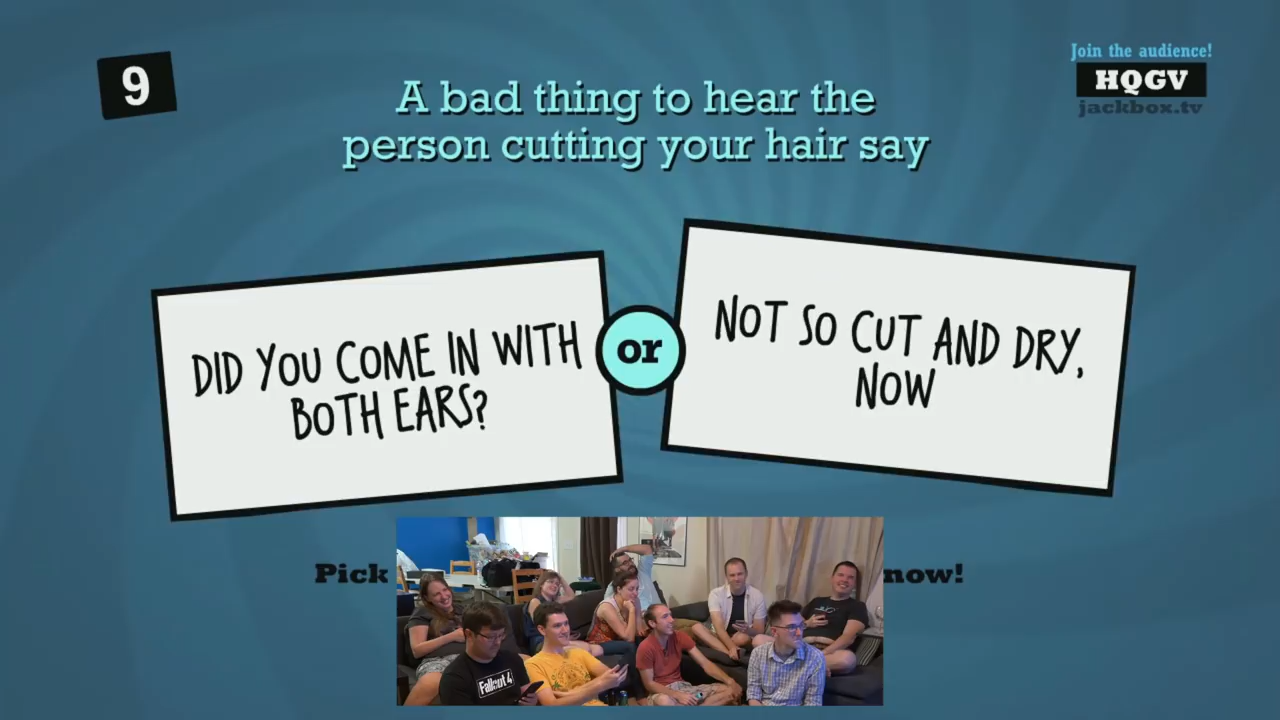 9
Join the audience!
HQGV
jackbox.tv
A bad thing to hear the
person cutting your hair say
DID YOU COME IN WITH
BOTH EARS?
or
NOT SO CUT AND DRY,
NOW
Pick now!
Fallout 4